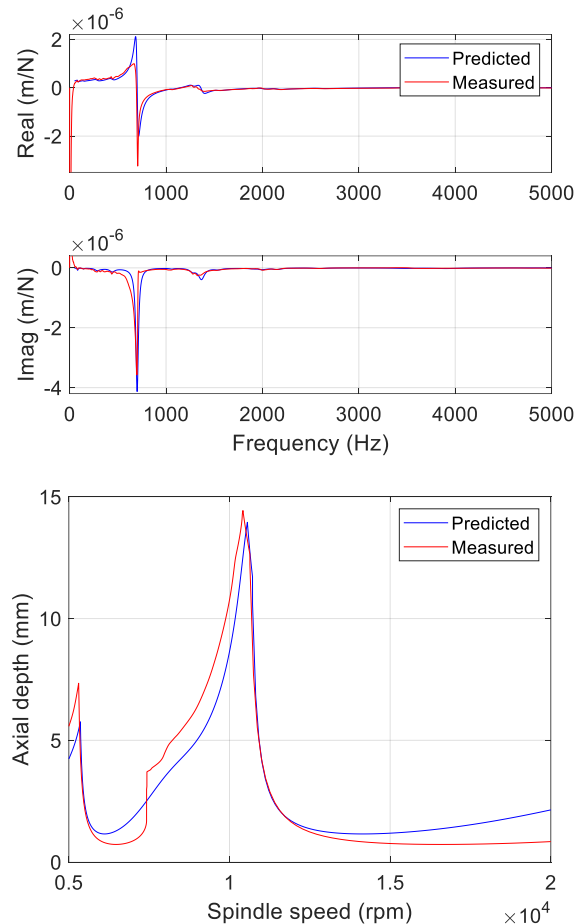 ×10⁻⁶
2
0
-2
Real (m/N)
Predicted
Measured
0 1000 2000 3000 4000 5000
×10⁻⁶
0
-2
-4
Imag (m/N)
0 1000 2000 3000 4000 5000
Frequency (Hz)
15
10
5
0
Axial depth (mm)
Predicted
Measured
0.5 1 1.5 2
Spindle speed (rpm)
×10⁴